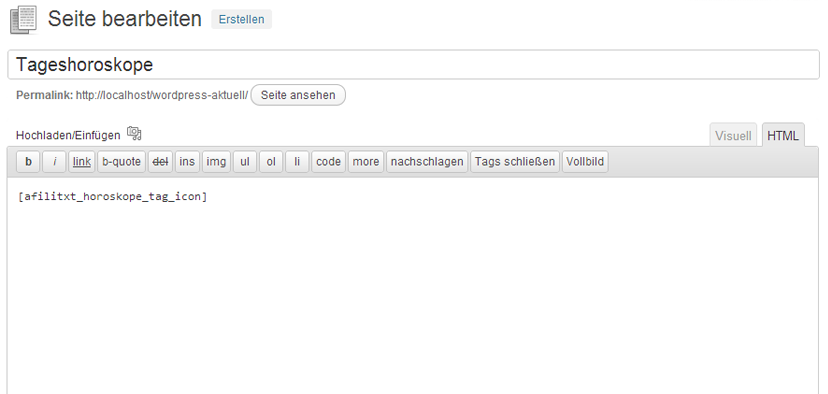 Seite bearbeiten Erstellen
Tageshoroskope
Permalink: http://localhost/wordpress-aktuell/ Seite ansehen
Hochladen/Einfügen Visuell HTML
b i link b-quote del ins img ul ol li code more nachschlagen Tags schließen Vollbild
[afilitxt_horoskope_tag_icon]